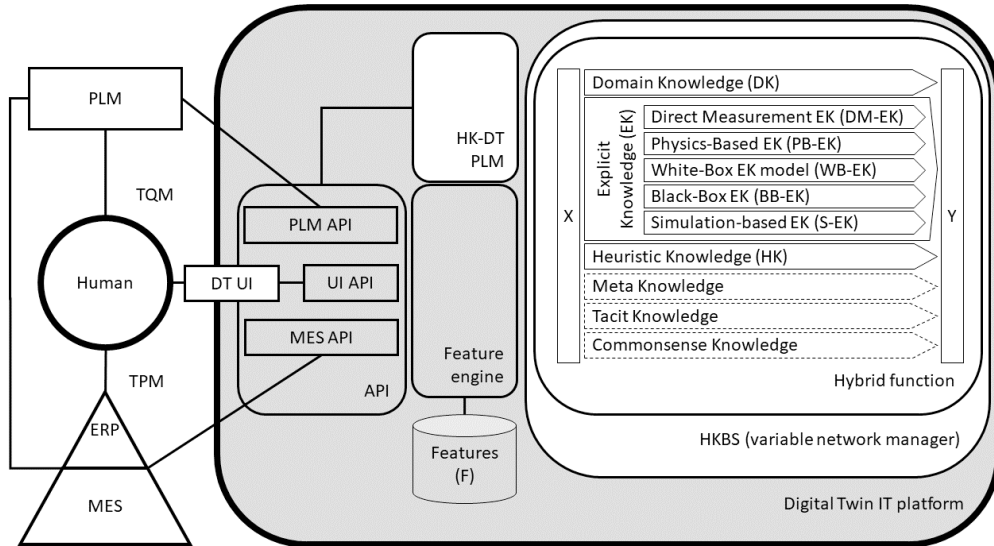 PLM
TQM
Human
TPM
ERP
MES
DT UI
PLM API
UI API
MES API
API
HK-DT
PLM
Feature
engine
Features
(F)
X
Domain Knowledge (DK)
Explicit
Knowledge (EK)
Direct Measurement EK (DM-EK)
Physics-Based EK (PB-EK)
White-Box EK model (WB-EK)
Black-Box EK (BB-EK)
Simulation-based EK (S-EK)
Heuristic Knowledge (HK)
Meta Knowledge
Tacit Knowledge
Commonsense Knowledge
Y
Hybrid function
HKBS (variable network manager)
Digital Twin IT platform